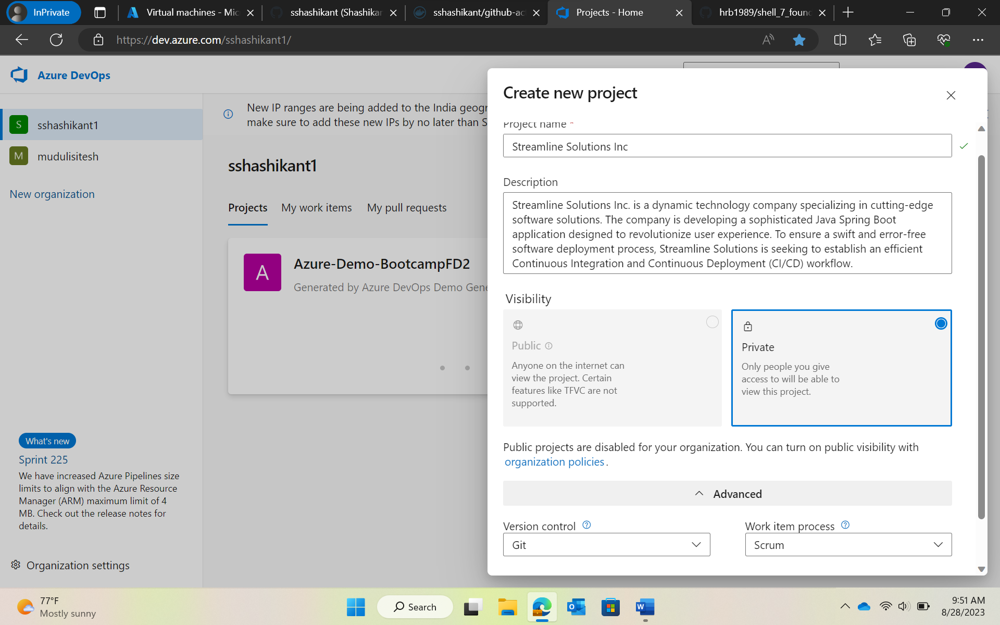 InPrivate
Virtual machines - Mic
sshashikant (Shashikar
sshashikant/github-ac
Projects - Home
hrb1989/shell_7_foun
https://dev.azure.com/sshashikant1/
Azure DevOps
S
sshashikant1
M
mudulisitesh
New organization
What's new
Sprint 225
We have increased Azure Pipelines size
limits to align with the Azure Resource
Manager (ARM) maximum limit of 4
MB. Check out the release notes for
details.
Organization settings
New IP ranges are being added to the India geogr
make sure to add these new IPs by no later than S
sshashikant1
Projects My work items My pull requests
A
Azure-Demo-BootcampFD2
Generated by Azure DevOps Demo Gene
Create new project
Project name *
Streamline Solutions Inc
Description
Streamline Solutions Inc. is a dynamic technology company specializing in cutting-edge
software solutions. The company is developing a sophisticated Java Spring Boot
application designed to revolutionize user experience. To ensure a swift and error-free
software deployment process, Streamline Solutions is seeking to establish an efficient
Continuous Integration and Continuous Deployment (CI/CD) workflow.
Visibility
Public
Anyone on the internet can
view the project. Certain
features like TFVC are not
supported.
Private
Only people you give
access to will be able to
view this project.
Public projects are disabled for your organization. You can turn on public visibility with
organization policies.
Advanced
Version control
Git
Work item process
Scrum
77°F
Mostly sunny
Search
9:51 AM
8/28/2023